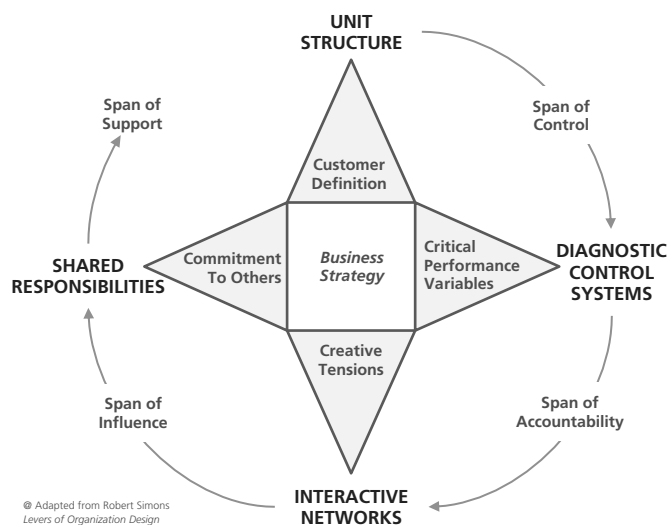 UNIT
STRUCTURE
Span of
Support
Span of
Control
Customer
Definition
SHARED
RESPONSIBILITIES
Commitment
To Others
Business
Strategy
Critical
Performance
Variables
DIAGNOSTIC
CONTROL
SYSTEMS
Creative
Tensions
Span of
Influence
Span of
Accountability
INTERACTIVE
NETWORKS
@ Adapted from Robert Simons
Levers of Organization Design